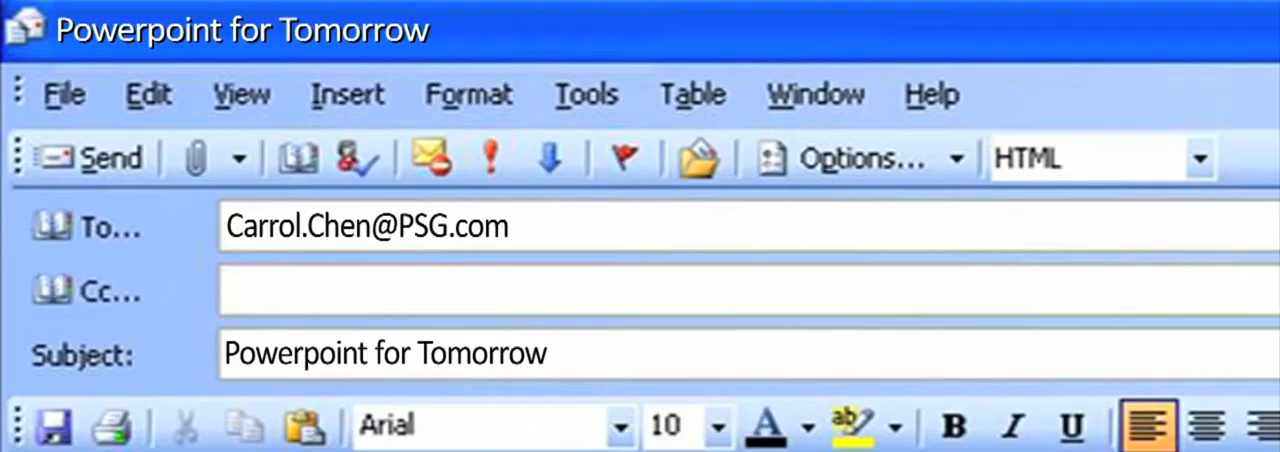 Powerpoint for Tomorrow
File Edit View Insert Format Tools Table Window Help
Send Options... HTML
To... Carrol.Chen@PSG.com
Cc...
Subject: Powerpoint for Tomorrow
Arial 10 A ab B I U